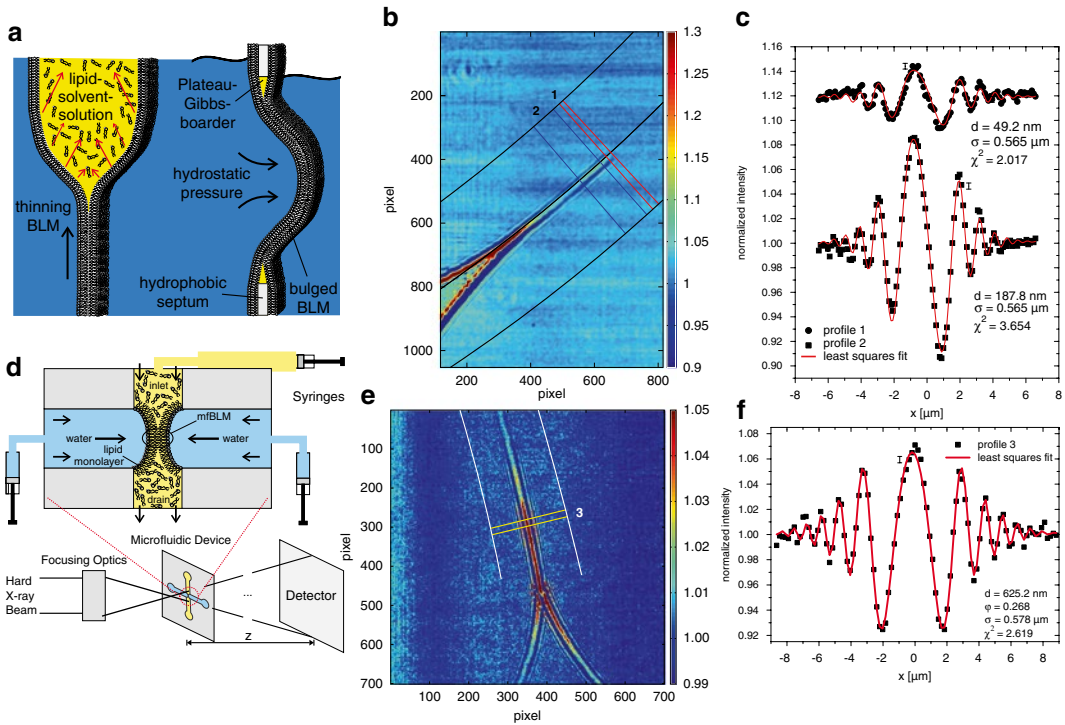 a
lipid-
solvent-
solution
Plateau-
Gibbs-
boarder
hydrostatic
pressure
thinning
BLM
hydrophobic
septum
bulged
BLM
b
1
2
200
400
600
800
1000
pixel
200
400
600
800
pixel
1.3
1.25
1.2
1.15
1.1
1.05
1
0.95
0.9
c
1.16
1.14
1.12
1.10
1.08
1.06
1.04
1.02
1.00
0.98
0.96
0.94
0.92
0.90
normalized intensity
d = 49.2 nm
σ = 0.565 µm
χ² = 2.017
d = 187.8 nm
σ = 0.565 µm
χ² = 3.654
profile 1
profile 2
least squares fit
-8
-6
-4
-2
0
2
4
6
8
x [µm]
d
inlet
Syringes
mfBLM
water
water
lipid
monolayer
drain
Microfluidic Device
Focusing Optics
Hard
X-ray
Beam
...
Detector
z
e
3
100
200
300
400
500
600
700
pixel
100
200
300
400
500
600
700
pixel
1.05
1.04
1.03
1.02
1.01
1.00
0.99
f
1.08
1.06
1.04
1.02
1.00
0.98
0.96
0.94
0.92
normalized intensity
profile 3
least squares fit
d = 625.2 nm
φ = 0.268
σ = 0.578 µm
χ² = 2.619
-8
-6
-4
-2
0
2
4
6
8
x [µm]